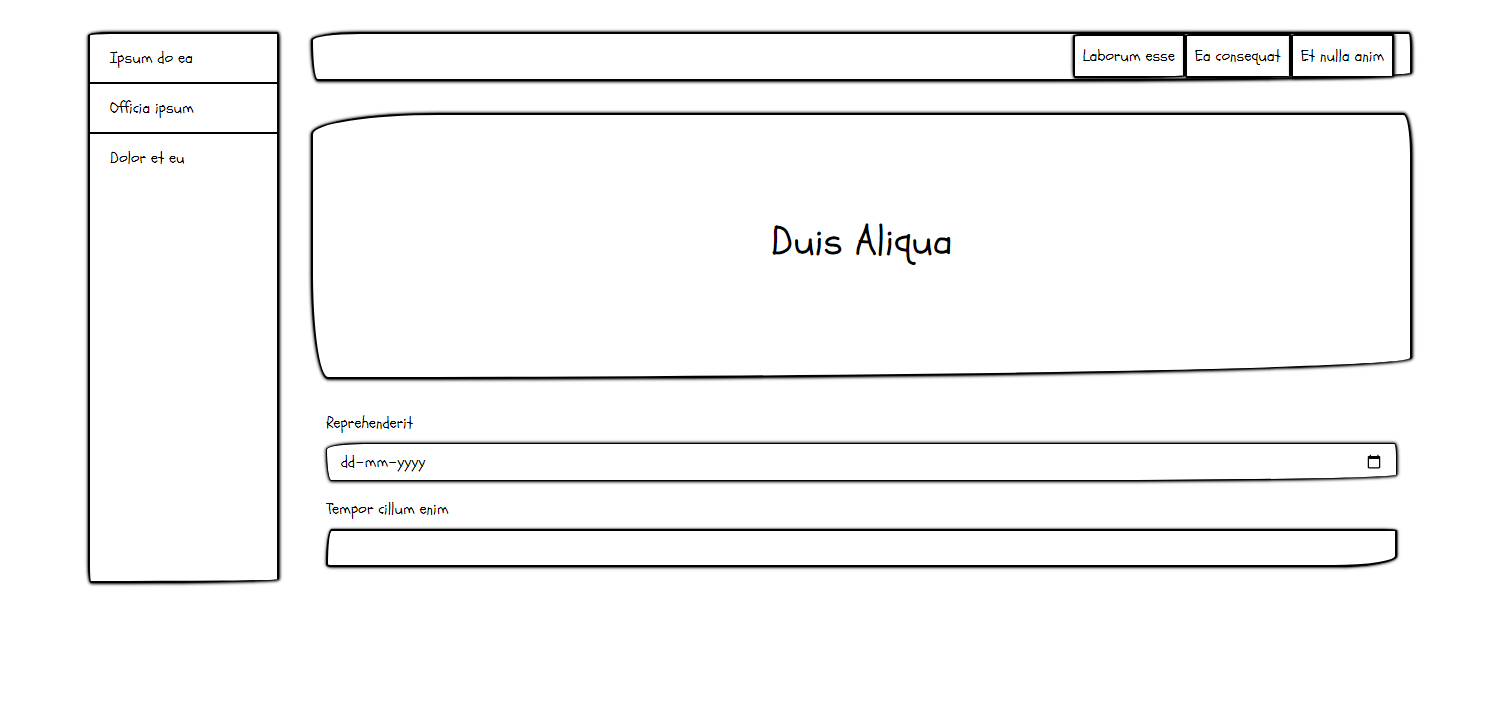 Ipsum do ea
Officia ipsum
Dolor et eu
Laborum esse
Ea consequat
Et nulla anim
Duis Aliqua
Reprehenderit
dd-mm-yyyy
Tempor cillum enim